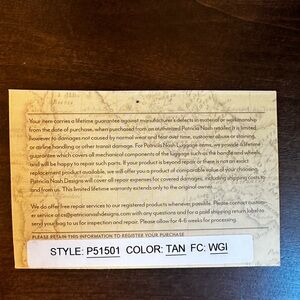 Your item carries a lifetime guarantee against manufacturer's defects in material or workmanship
from the date of purchase, when purchased from an authorized Patricia Nash retailer. It is limited
however to damages not caused by normal wear and tear over time, customer abuse or staining,
or airline handling or other transit damage. For Patricia Nash Luggage items, we provide a lifetime
guarantee which covers all mechanical components of the luggage such as the handle and wheels,
and will be happy to repair such parts. If your product is beyond repair or there is not an exact
replacement product available, we will offer you a product of comparable value of your choosing.
Patricia Nash Designs will cover all repair expenses for covered damages, including shipping costs to
and from us. This limited lifetime warranty extends only to the original owner.
We do offer free repair services to our registered products whenever possible. Please contact custom-
er service at cs@patricianashdesigns.com with any questions and for a paid shipping return label to
send your bag to us for inspection and repair. Please allow for 4-6 weeks for processing.
PLEASE RETAIN THIS INFORMATION TO REGISTER YOUR PURCHASE
STYLE: P51501 COLOR: TAN FC: WGI